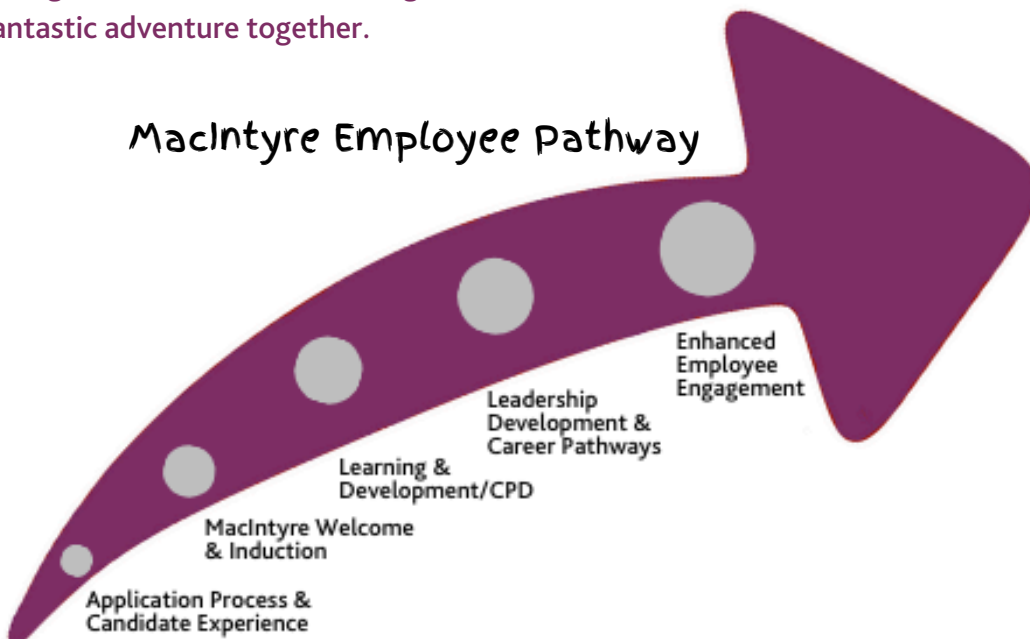 antastic adventure together.
MacIntyre Employee Pathway
Enhanced
Employee
Engagement
Leadership
Development &
Career Pathways
Learning &
Development/CPD
MacIntyre Welcome
& Induction
Application Process &
Candidate Experience